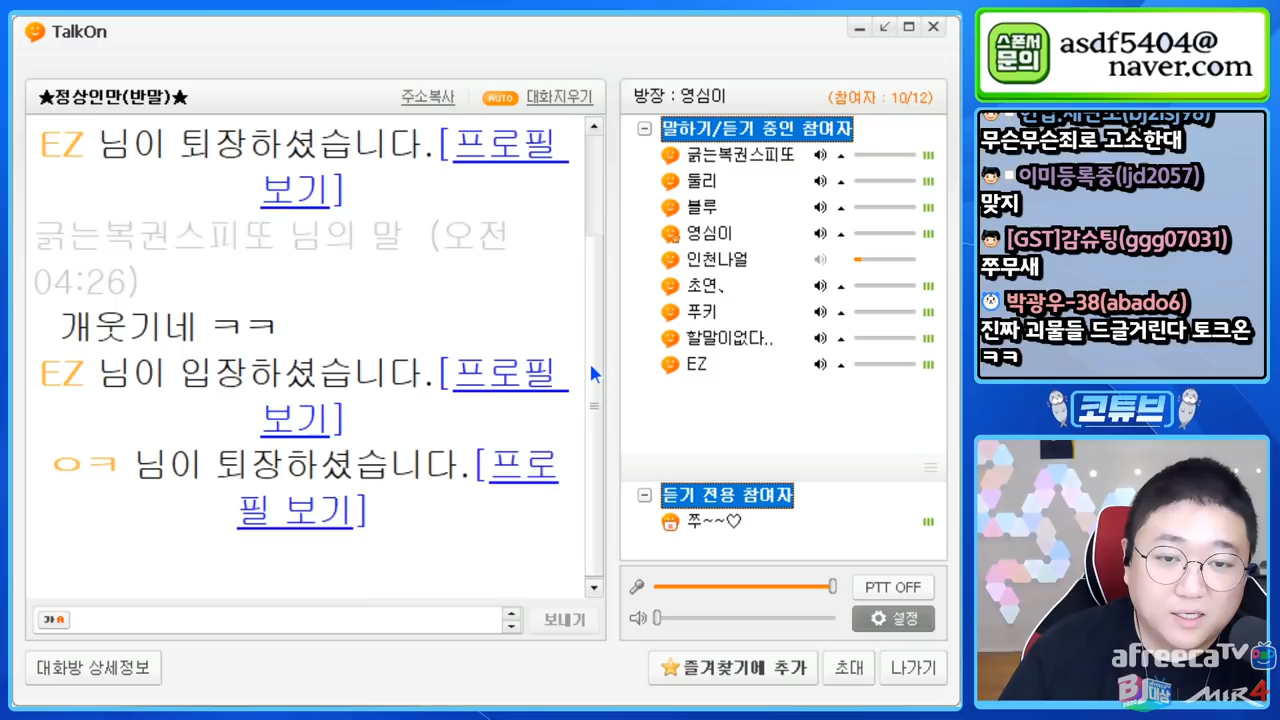 TalkOn
★정상인만(반말)★
주소복사
AUTO
대화지우기
EZ 님이 퇴장하셨습니다.[프로필
보기]
굵는복권스피또 님의 말 (오전
04:26)
개웃기네 ㅋㅋ
EZ 님이 입장하셨습니다.[프로필
보기]
ㅇㅋ 님이 퇴장하셨습니다.[프로
필 보기]
가A
보내기
대화방 상세정보
방장 : 영심이
(참여자 : 10/12)
말하기/듣기 중인 참여자
굵는복권스피또
둘리
블루
영심이
인천나얼
초연、
푸키
할말이없다..
EZ
듣기 전용 참여자
쭈~~♡
PTT OFF
설정
즐겨찾기에 추가
초대
나가기
스폰서
문의
asdf5404@
naver.com
무슨무슨죄로 고소한대
이미등록중(ljd2057)
맞지
[GST]감슈팅(ggg07031)
쭈무새
박광우-38(abado6)
진짜 괴물들 드글거린다 토크온
ㅋㅋ
코튜브
afreecaTV
BJ대상
MIR4